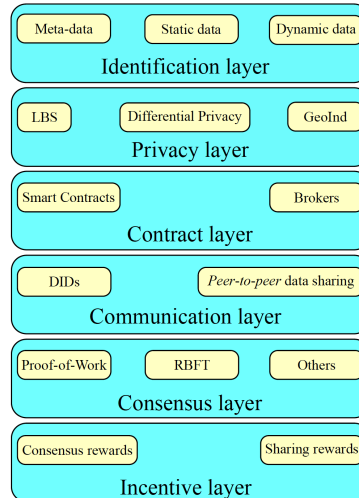 Meta-data Static data Dynamic data
Identification layer
LBS Differential Privacy GeoInd
Privacy layer
Smart Contracts Brokers
Contract layer
DIDs Peer-to-peer data sharing
Communication layer
Proof-of-Work RBFT Others
Consensus layer
Consensus rewards Sharing rewards
Incentive layer